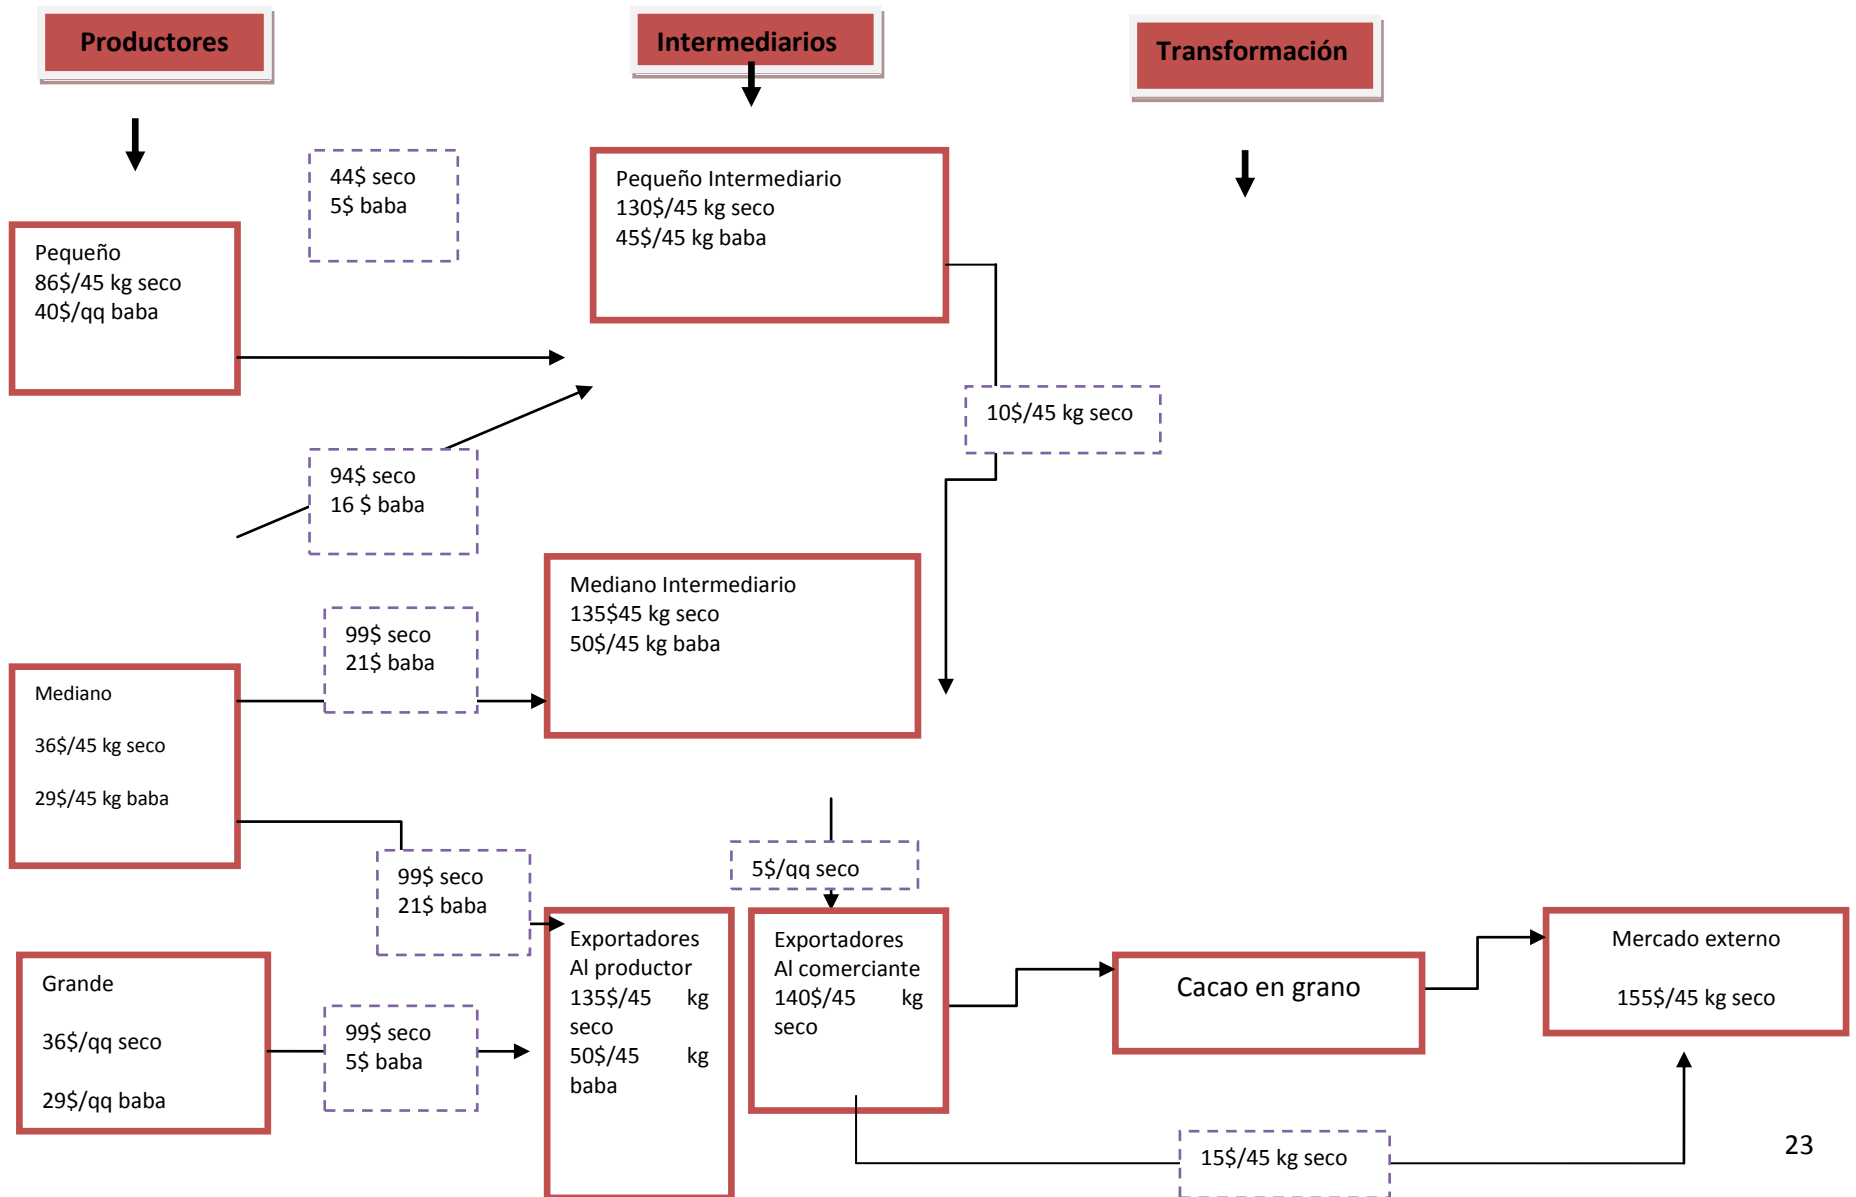 Productores
Intermediarios
Transformación
44$ seco
5$ baba
Pequeño Intermediario
130$/45 kg seco
45$/45 kg baba
Pequeño
86$/45 kg seco
40$/qq baba
10$/45 kg seco
94$ seco
16 $ baba
Mediano Intermediario
135$45 kg seco
50$/45 kg baba
99$ seco
21$ baba
Mediano
36$/45 kg seco
29$/45 kg baba
5$/qq seco
99$ seco
21$ baba
Exportadores
Al productor
135$/45 kg
seco
50$/45 kg
baba
Exportadores
Al comerciante
140$/45 kg
seco
Cacao en grano
Mercado externo
155$/45 kg seco
Grande
36$/qq seco
29$/qq baba
99$ seco
5$ baba
15$/45 kg seco
23